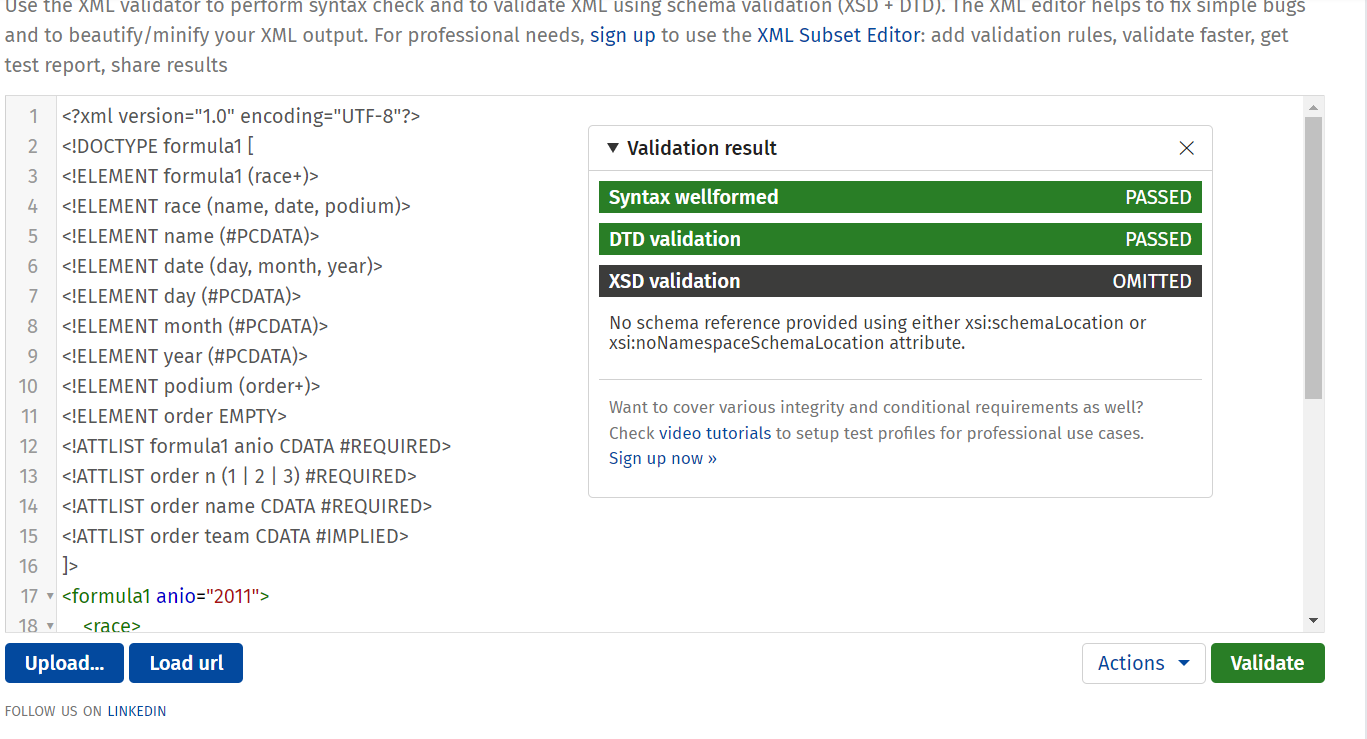 Use the XML validator to perform syntax check and to validate XML using schema validation (XSD + DTD). The XML editor helps to fix simple bugs
and to beautify/minify your XML output. For professional needs, sign up to use the XML Subset Editor: add validation rules, validate faster, get
test report, share results
1 <?xml version="1.0" encoding="UTF-8"?>
2 <!DOCTYPE formula1 [
3 <!ELEMENT formula1 (race+)>
4 <!ELEMENT race (name, date, podium)>
5 <!ELEMENT name (#PCDATA)>
6 <!ELEMENT date (day, month, year)>
7 <!ELEMENT day (#PCDATA)>
8 <!ELEMENT month (#PCDATA)>
9 <!ELEMENT year (#PCDATA)>
10 <!ELEMENT podium (order+)>
11 <!ELEMENT order EMPTY>
12 <!ATTLIST formula1 anio CDATA #REQUIRED>
13 <!ATTLIST order n (1 | 2 | 3) #REQUIRED>
14 <!ATTLIST order name CDATA #REQUIRED>
15 <!ATTLIST order team CDATA #IMPLIED>
16 ]>
17 <formula1 anio="2011">
18 <race>
Validation result
Syntax wellformed PASSED
DTD validation PASSED
XSD validation OMITTED
No schema reference provided using either xsi:schemaLocation or
xsi:noNamespaceSchemaLocation attribute.
Want to cover various integrity and conditional requirements as well?
Check video tutorials to setup test profiles for professional use cases.
Sign up now »
Upload... Load url Actions Validate
FOLLOW US ON LINKEDIN